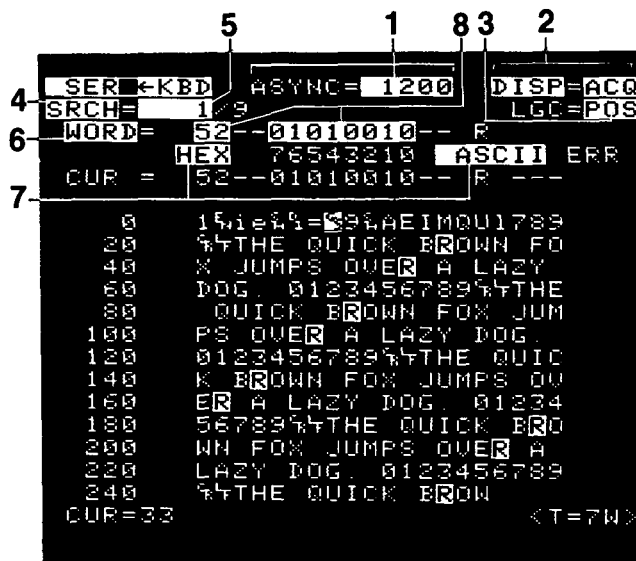 1 8 3 2
5
SER ←KBD ASYNC= 1200 DISP=ACQ
4
SRCH= 1 / 9 LGC=POS
6 WORD= 52--01010010-- R
HEX 76543210 ASCII ERR
7
CUR = 52--01010010-- R ---
0 1␊ie␊␊=S9␊AEIMQU1789
20 ␍␊THE QUICK BROWN FO
40 X JUMPS OVER A LAZY
60 DOG. 0123456789␍␊THE
80 QUICK BROWN FOX JUM
100 PS OVER A LAZY DOG.
120 0123456789␍␊THE QUIC
140 K BROWN FOX JUMPS OV
160 ER A LAZY DOG. 01234
180 56789␍␊THE QUICK BRO
200 WN FOX JUMPS OVER A
220 LAZY DOG. 0123456789
240 ␍␊THE QUICK BROW
CUR=33 <T=7W>